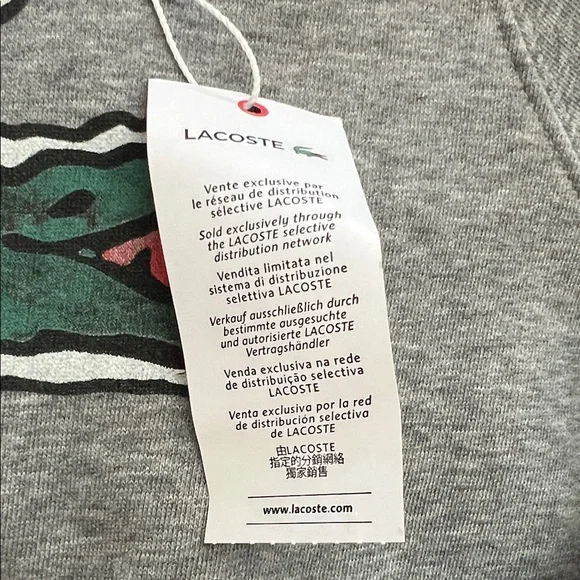 LACOSTE
Vente exclusive par
le réseau de distribution
sélective LACOSTE
Sold exclusively through
the LACOSTE selective
distribution network
Vendita limitata nel
sistema di distribuzione
selettiva LACOSTE
Verkauf ausschließlich durch
bestimmte ausgesuchte
und autorisierte LACOSTE
Vertragshändler
Venda exclusiva na rede
de distribuição selectiva
LACOSTE
Venta exclusiva por la red
de distribución selectiva
de LACOSTE
由LACOSTE
指定的分銷網絡
獨家銷售
www.lacoste.com